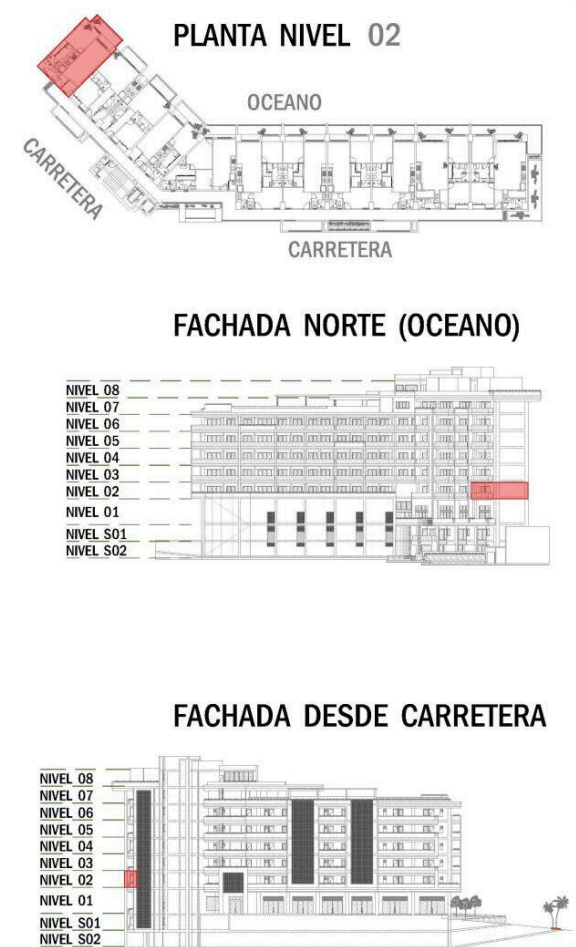 PLANTA NIVEL 02
OCEANO
CARRETERA
CARRETERA
FACHADA NORTE (OCEANO)
NIVEL 08
NIVEL 07
NIVEL 06
NIVEL 05
NIVEL 04
NIVEL 03
NIVEL 02
NIVEL 01
NIVEL S01
NIVEL S02
FACHADA DESDE CARRETERA
NIVEL 08
NIVEL 07
NIVEL 06
NIVEL 05
NIVEL 04
NIVEL 03
NIVEL 02
NIVEL 01
NIVEL S01
NIVEL S02